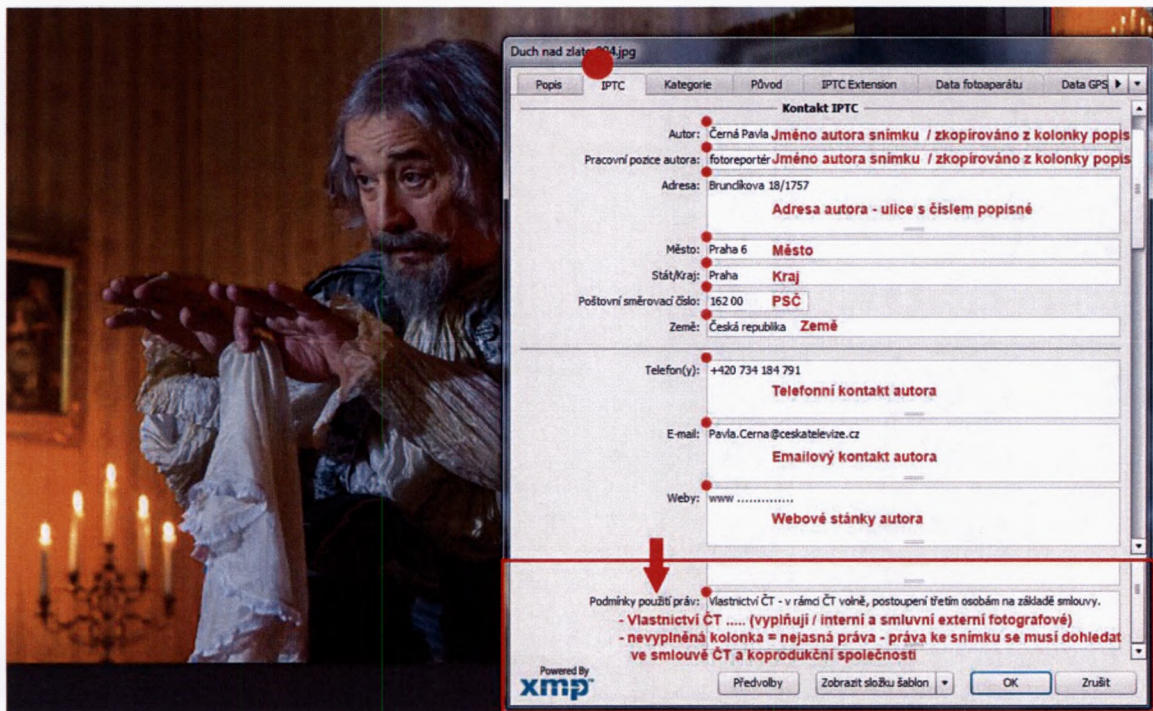 Duch nad zlatem 004.jpg
Popis IPTC Kategorie Původ IPTC Extension Data fotoaparátu Data GPS
Kontakt IPTC
Autor: Černá Pavla Jméno autora snímku / zkopírováno z kolonky popis
Pracovní pozice autora: fotoreportér Jméno autora snímku / zkopírováno z kolonky popis
Adresa: Brundíkova 18/1757
Adresa autora - ulice s číslem popisné
Město: Praha 6 Město
Stát/Kraj: Praha Kraj
Poštovní směrovací číslo: 162 00 PSČ
Země: Česká republika Země
Telefon(y): +420 734 184 791
Telefonní kontakt autora
E-mail: Pavla.Cerna@ceskatelevize.cz
Emailový kontakt autora
Weby: www ..............
Webové stánky autora
Podmínky použití práv: Vlastnictví ČT - v rámci ČT volně, postoupení třetím osobám na základě smlouvy.
- Vlastnictví ČT ..... (vyplňují / interní a smluvní externí fotografové)
- nevyplněná kolonka = nejasná práva - práva ke snímku se musí dohledat
ve smlouvě ČT a koprodukční společnosti
Powered By
xmp™
Předvolby Zobrazit složku šablon OK Zrušit